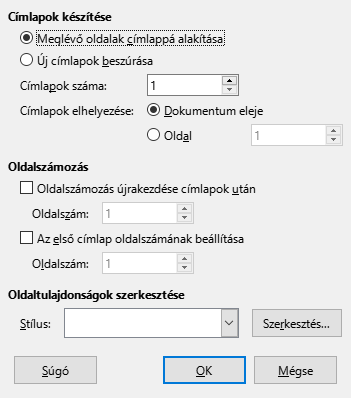 Címlapok készítése
Meglévő oldalak címlappá alakítása
Új címlapok beszúrása
Címlapok száma: 1
Címlapok elhelyezése: Dokumentum eleje
Oldal 1
Oldalszámozás
Oldalszámozás újrakezdése címlapok után
Oldalszám: 1
Az első címlap oldalszámának beállítása
Oldalszám: 1
Oldaltulajdonságok szerkesztése
Stílus: Szerkesztés...
Súgó OK Mégse